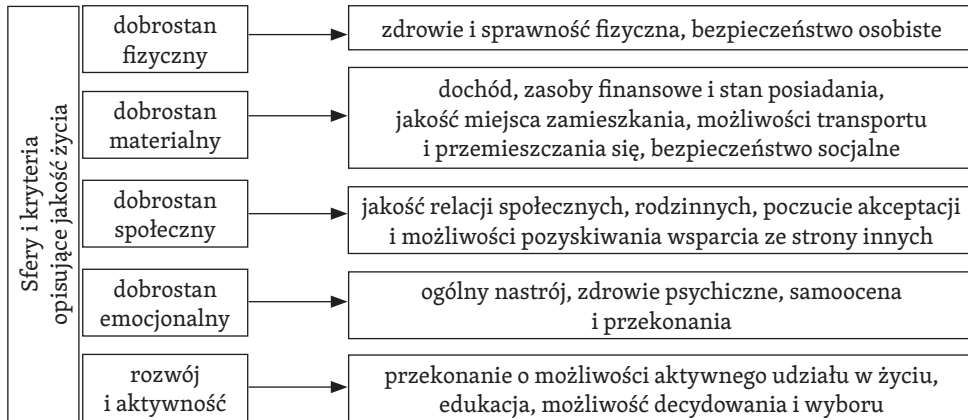 Sfery i kryteria
opisujące jakość życia
dobrostan
fizyczny
zdrowie i sprawność fizyczna, bezpieczeństwo osobiste
dobrostan
materialny
dochód, zasoby finansowe i stan posiadania,
jakość miejsca zamieszkania, możliwości transportu
i przemieszczania się, bezpieczeństwo socjalne
dobrostan
społeczny
jakość relacji społecznych, rodzinnych, poczucie akceptacji
i możliwości pozyskiwania wsparcia ze strony innych
dobrostan
emocjonalny
ogólny nastrój, zdrowie psychiczne, samoocena
i przekonania
rozwój
i aktywność
przekonanie o możliwości aktywnego udziału w życiu,
edukacja, możliwość decydowania i wyboru